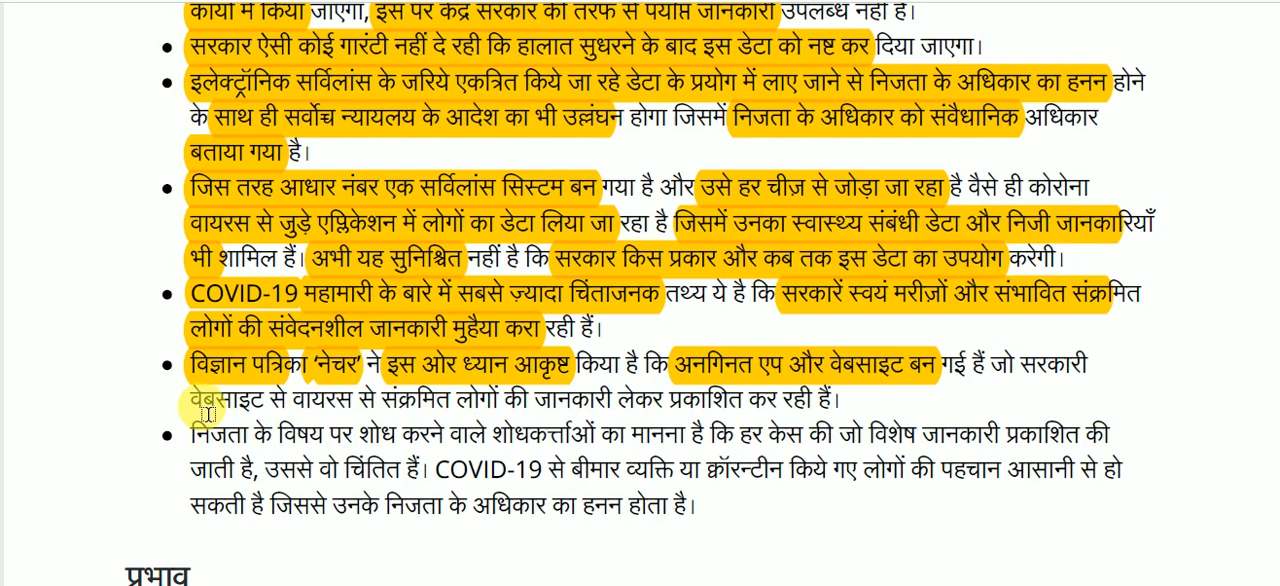 कार्यों में किया जाएगा, इस पर केंद्र सरकार की तरफ से पर्याप्त जानकारी उपलब्ध नहीं है।
सरकार ऐसी कोई गारंटी नहीं दे रही कि हालात सुधरने के बाद इस डेटा को नष्ट कर दिया जाएगा।
इलेक्ट्रॉनिक सर्विलांस के जरिये एकत्रित किये जा रहे डेटा के प्रयोग में लाए जाने से निजता के अधिकार का हनन होने
के साथ ही सर्वोच्च न्यायलय के आदेश का भी उल्लंघन होगा जिसमें निजता के अधिकार को संवैधानिक अधिकार
बताया गया है।
जिस तरह आधार नंबर एक सर्विलांस सिस्टम बन गया है और उसे हर चीज़ से जोड़ा जा रहा है वैसे ही कोरोना
वायरस से जुड़े एप्लिकेशन में लोगों का डेटा लिया जा रहा है जिसमें उनका स्वास्थ्य संबंधी डेटा और निजी जानकारियाँ
भी शामिल हैं। अभी यह सुनिश्चित नहीं है कि सरकार किस प्रकार और कब तक इस डेटा का उपयोग करेगी।
COVID-19 महामारी के बारे में सबसे ज़्यादा चिंताजनक तथ्य ये है कि सरकारें स्वयं मरीज़ों और संभावित संक्रमित
लोगों की संवेदनशील जानकारी मुहैया करा रही हैं।
विज्ञान पत्रिका ‘नेचर’ ने इस ओर ध्यान आकृष्ट किया है कि अनगिनत एप और वेबसाइट बन गई हैं जो सरकारी
वेबसाइट से वायरस से संक्रमित लोगों की जानकारी लेकर प्रकाशित कर रही हैं।
निजता के विषय पर शोध करने वाले शोधकर्त्ताओं का मानना है कि हर केस की जो विशेष जानकारी प्रकाशित की
जाती है, उससे वो चिंतित हैं। COVID-19 से बीमार व्यक्ति या क्वॉरन्टीन किये गए लोगों की पहचान आसानी से हो
सकती है जिससे उनके निजता के अधिकार का हनन होता है।
प्रभाव